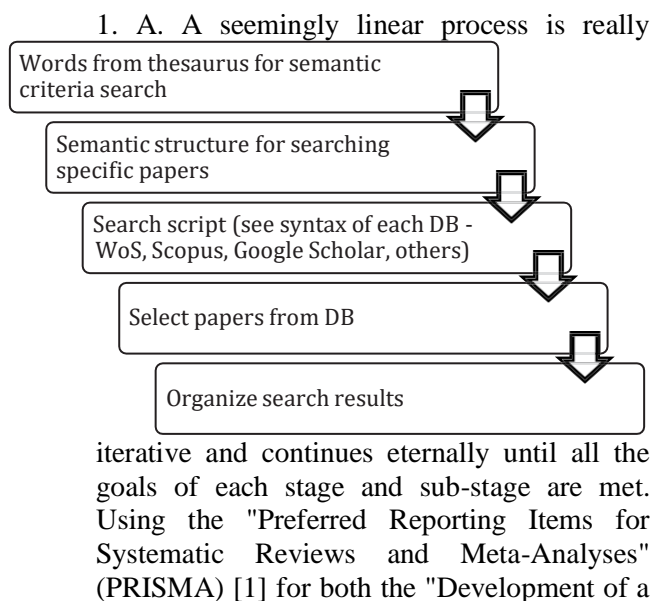 1. A. A seemingly linear process is really
Words from thesaurus for semantic
criteria search
Semantic structure for searching
specific papers
Search script (see syntax of each DB -
WoS, Scopus, Google Scholar, others)
Select papers from DB
Organize search results
iterative and continues eternally until all the
goals of each stage and sub-stage are met.
Using the "Preferred Reporting Items for
Systematic Reviews and Meta-Analyses"
(PRISMA) [1] for both the "Development of a